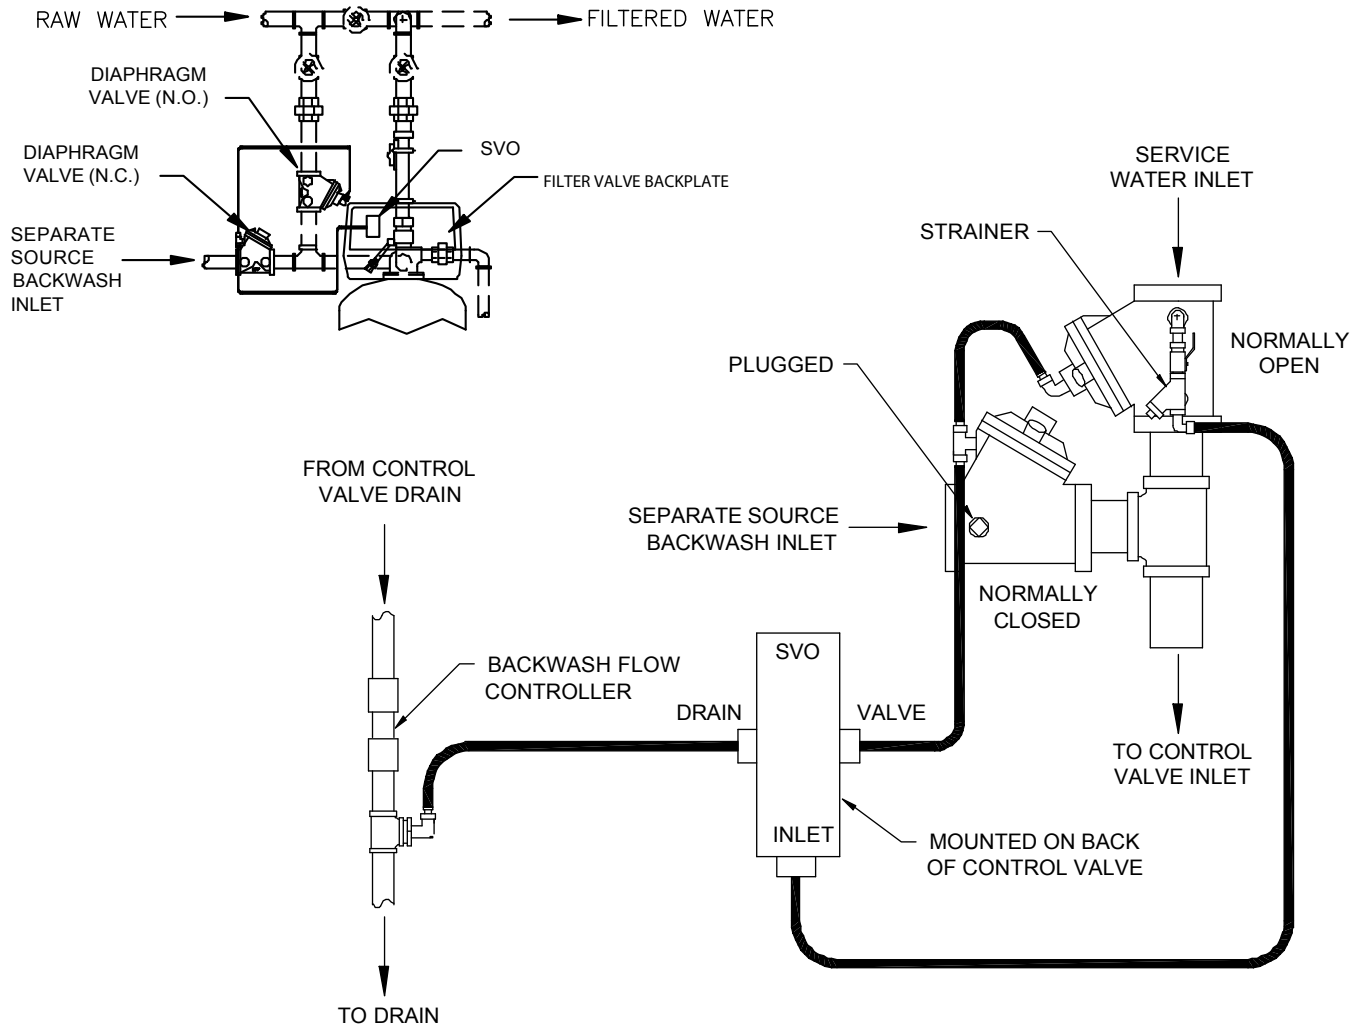 RAW WATER
FILTERED WATER
DIAPHRAGM
VALVE (N.O.)
DIAPHRAGM
VALVE (N.C.)
SVO
FILTER VALVE BACKPLATE
SEPARATE
SOURCE
BACKWASH
INLET
SERVICE
WATER INLET
STRAINER
NORMALLY
OPEN
PLUGGED
FROM CONTROL
VALVE DRAIN
SEPARATE SOURCE
BACKWASH INLET
NORMALLY
CLOSED
BACKWASH FLOW
CONTROLLER
SVO
DRAIN
VALVE
INLET
TO CONTROL
VALVE INLET
MOUNTED ON BACK
OF CONTROL VALVE
TO DRAIN